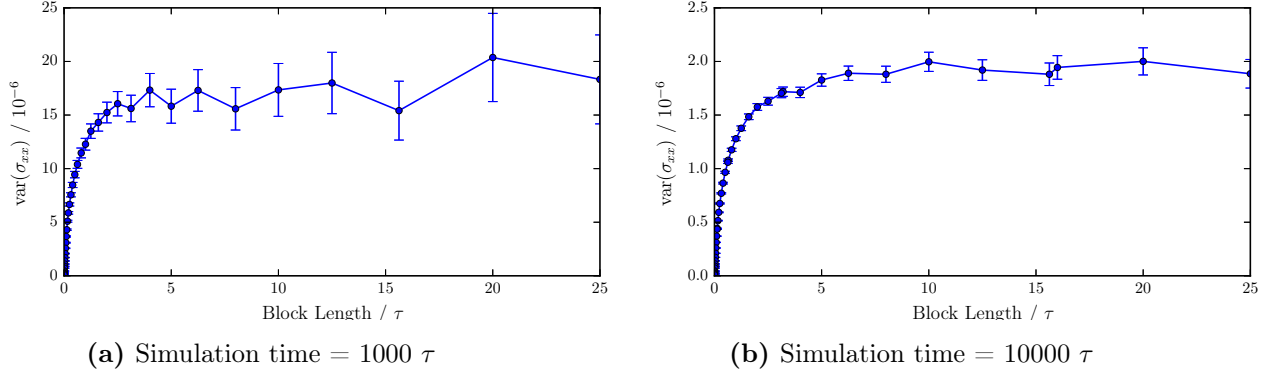 25
20
15
10
5
0
var(σxx) / 10⁻⁶
0 5 10 15 20 25
Block Length / τ
(a) Simulation time = 1000 τ
2.5
2.0
1.5
1.0
0.5
0.0
var(σxx) / 10⁻⁶
0 5 10 15 20 25
Block Length / τ
(b) Simulation time = 10000 τ